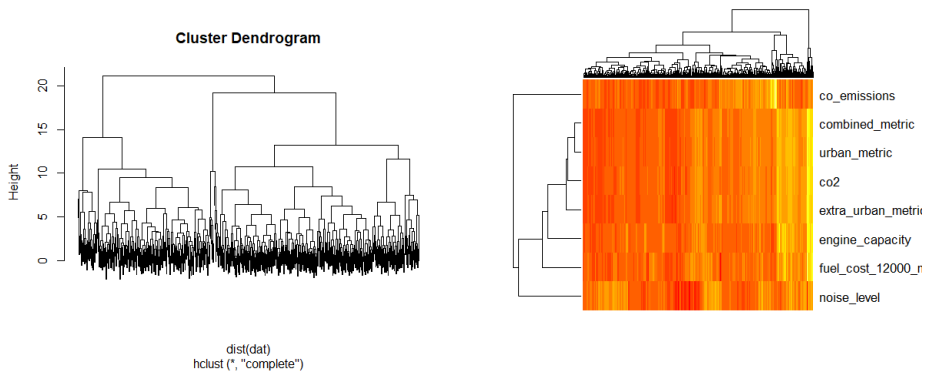 Cluster Dendrogram
Height
20
15
10
5
0
dist(dat)
hclust (*, "complete")
co_emissions
combined_metric
urban_metric
co2
extra_urban_metric
engine_capacity
fuel_cost_12000_m
noise_level